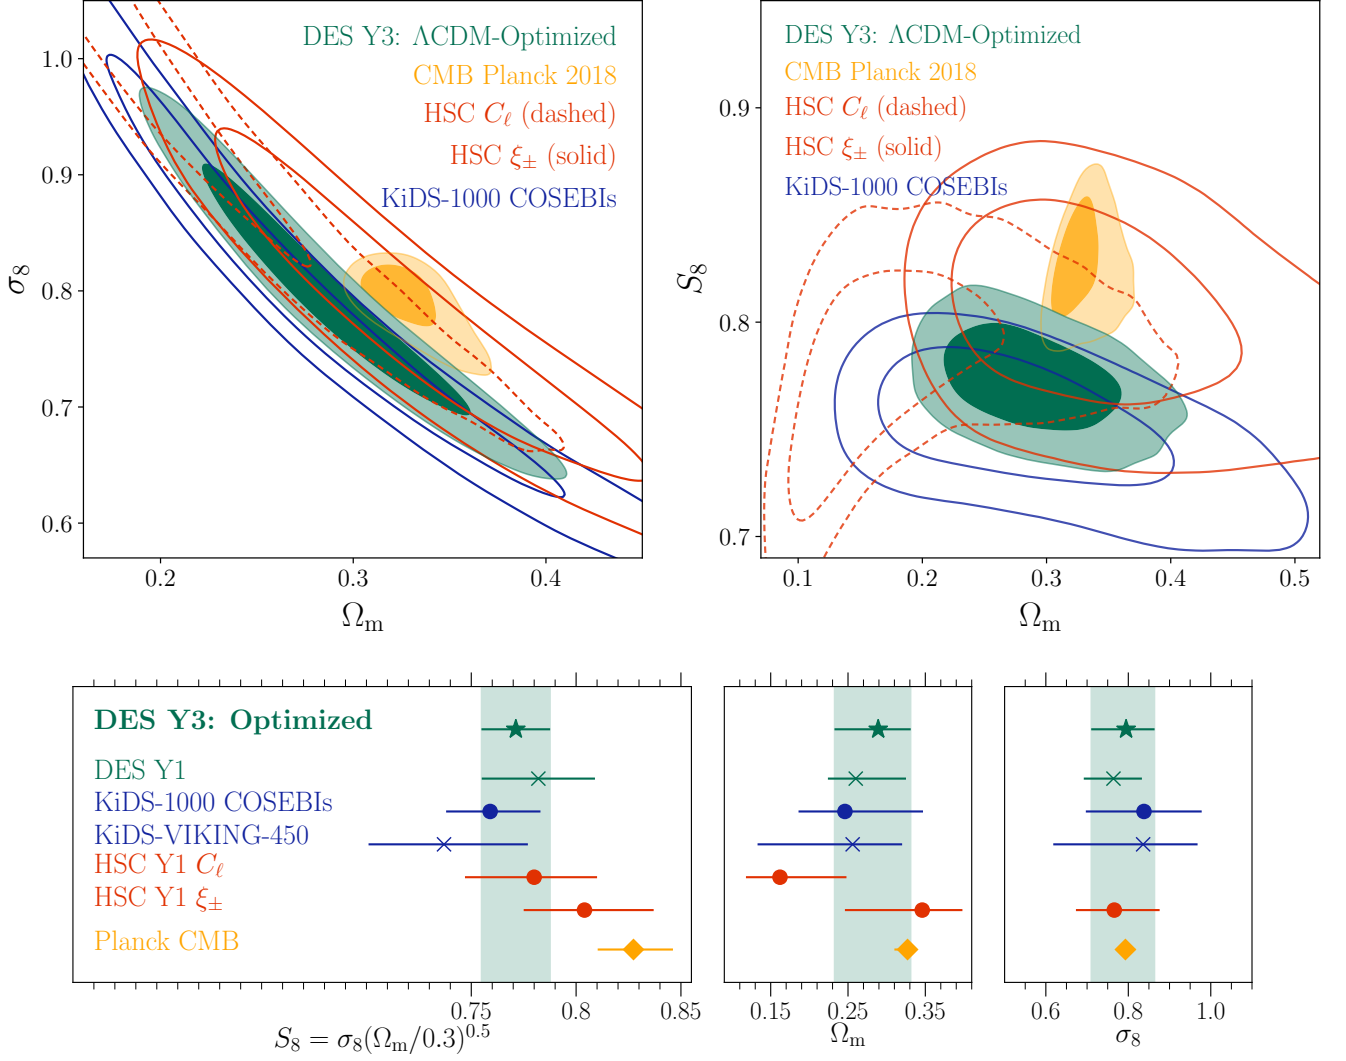 DES Y3: ΛCDM-Optimized
CMB Planck 2018
HSC Cℓ (dashed)
HSC ξ± (solid)
KiDS-1000 COSEBIs
1.0
0.9
0.8
0.7
0.6
σ8
0.2
0.3
0.4
Ωm
DES Y3: ΛCDM-Optimized
CMB Planck 2018
HSC Cℓ (dashed)
HSC ξ± (solid)
KiDS-1000 COSEBIs
0.9
0.8
0.7
S8
0.1
0.2
0.3
0.4
0.5
Ωm
DES Y3: Optimized
DES Y1
KiDS-1000 COSEBIs
KiDS-VIKING-450
HSC Y1 Cℓ
HSC Y1 ξ±
Planck CMB
0.75
0.8
0.85
S8 = σ8(Ωm/0.3)^0.5
0.15
0.25
0.35
Ωm
0.6
0.8
1.0
σ8